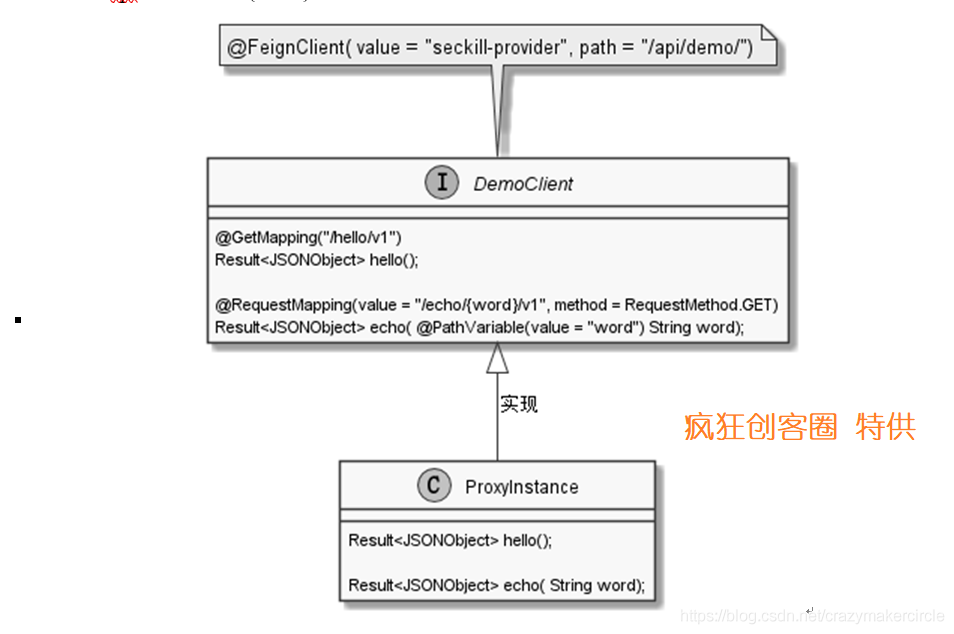 @FeignClient( value = "seckill-provider", path = "/api/demo/")
I DemoClient
@GetMapping("/hello/v1")
Result<JSONObject> hello();
@RequestMapping(value = "/echo/{word}/v1", method = RequestMethod.GET)
Result<JSONObject> echo( @PathVariable(value = "word") String word);
实现
疯狂创客圈 特供
C ProxyInstance
Result<JSONObject> hello();
Result<JSONObject> echo( String word);
https://blog.csdn.net/crazymakercircle